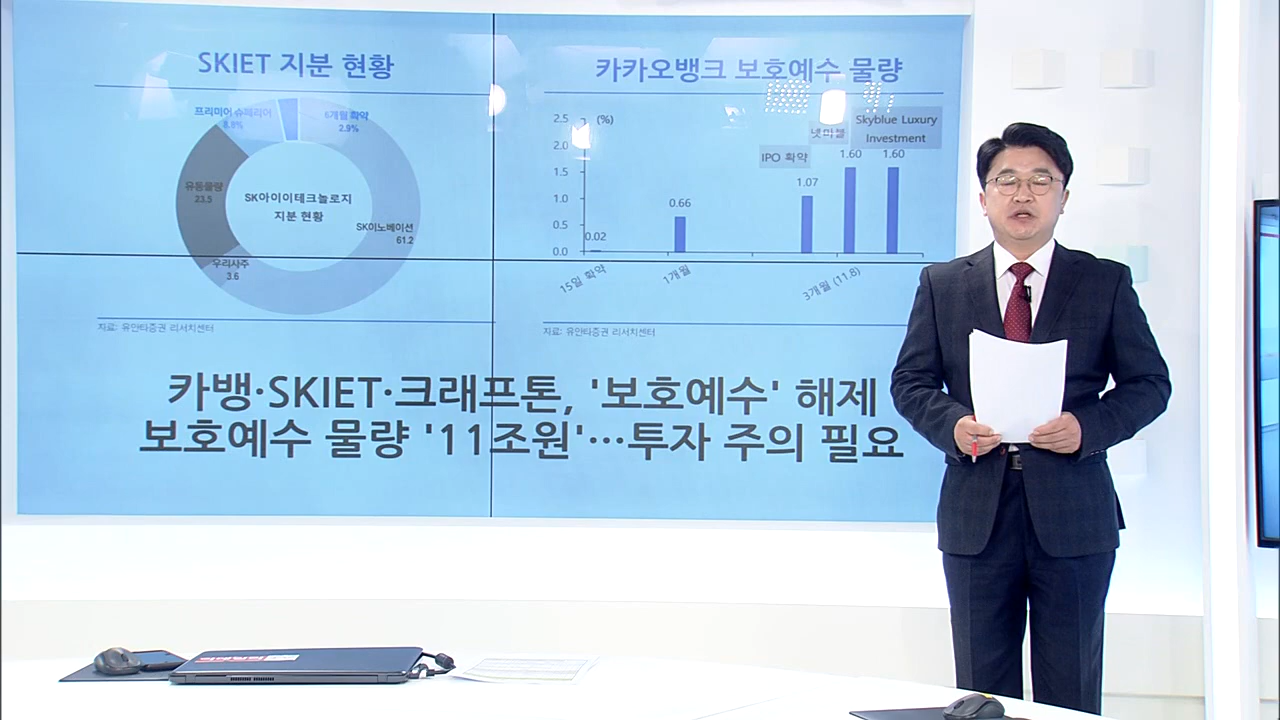 SKIET 지분 현황
프리미어 슈페리어
8.8%
6개월 확약
2.9%
유동물량
23.5
SK아이이테크놀로지
지분 현황
SK이노베이션
61.2
우리사주
3.6
자료: 유안타증권 리서치센터
카카오뱅크 보호예수 물량
(%)
2.5
2.0
1.5
1.0
0.5
0.0
0.02
0.66
IPO 확약
1.07
넷마블
1.60
Skyblue Luxury
Investment
1.60
15일 확약
1개월
3개월 (11.8)
자료: 유안타증권 리서치센터
카뱅·SKIET·크래프톤, '보호예수' 해제
보호예수 물량 '11조원'…투자 주의 필요